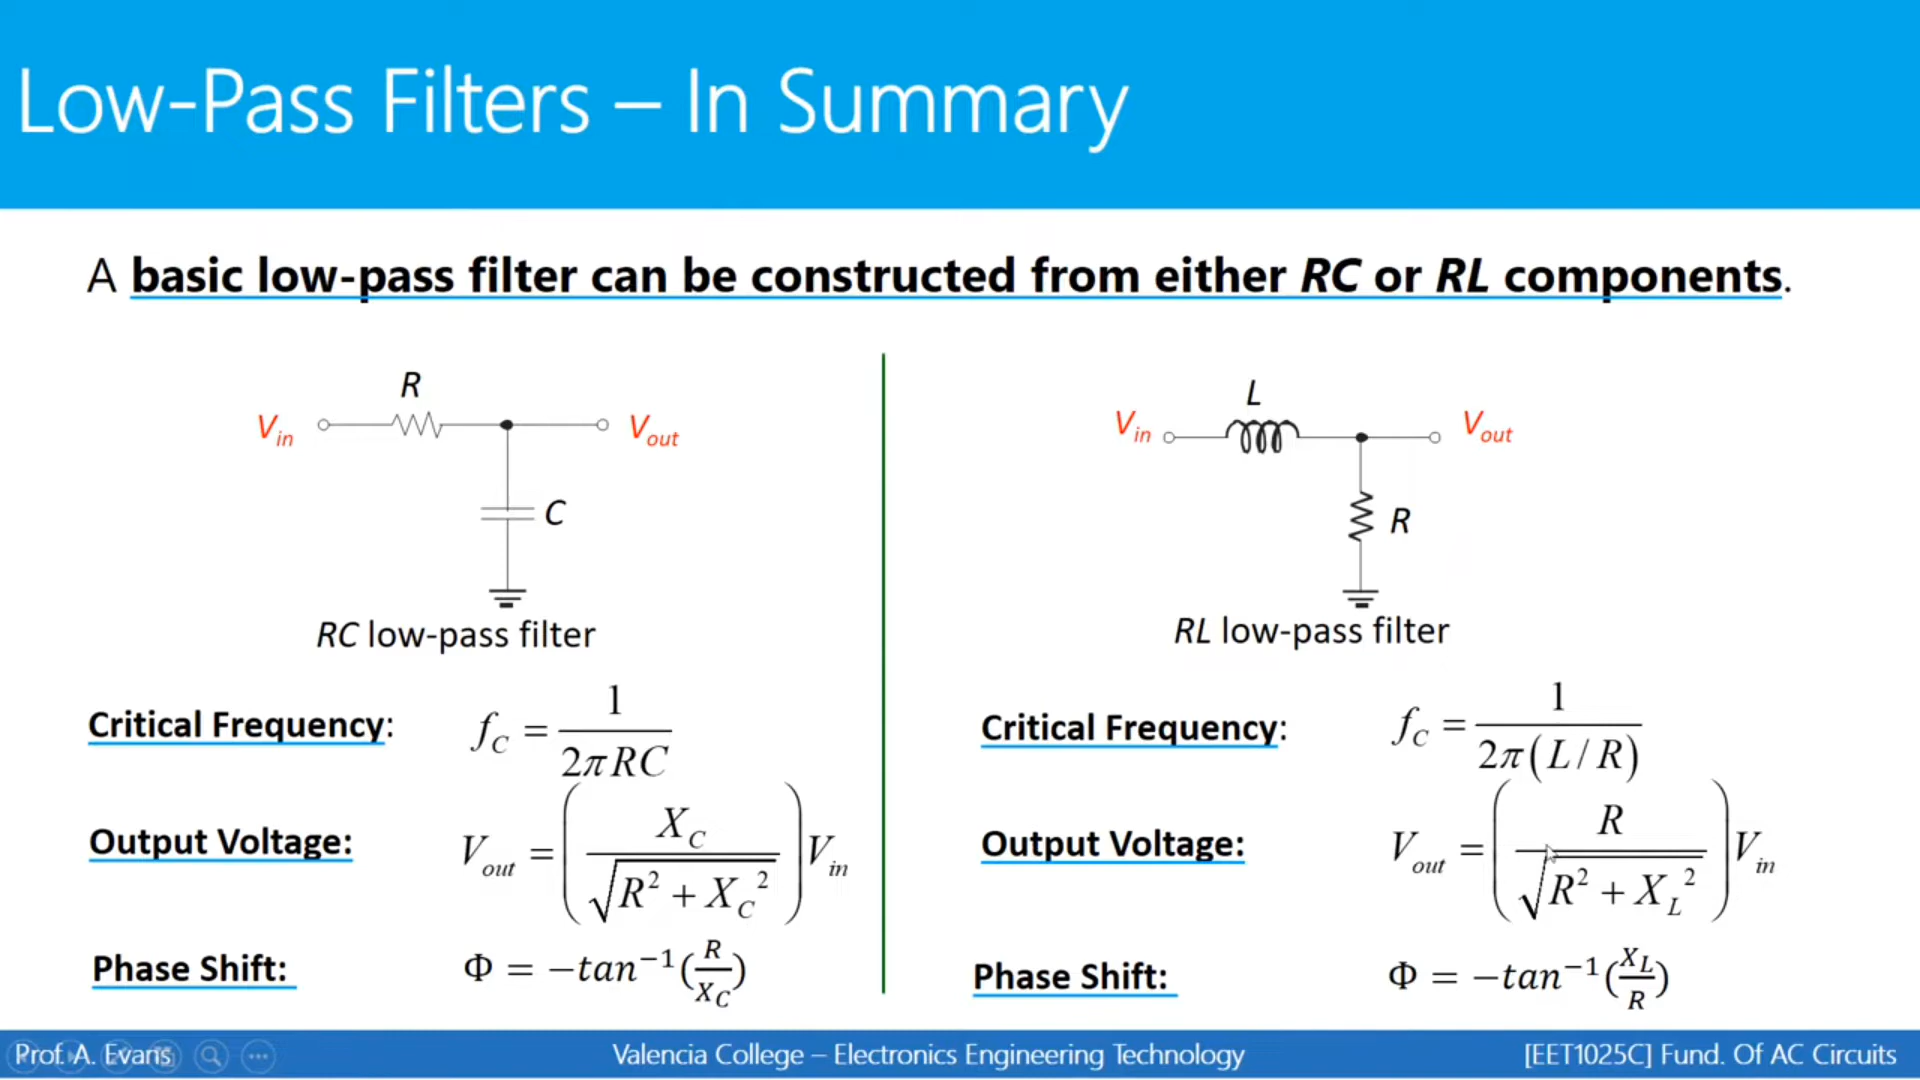 Low-Pass Filters – In Summary
A basic low-pass filter can be constructed from either RC or RL components.
R
V_in
V_out
C
RC low-pass filter
Critical Frequency: f_C = 1 / 2πRC
Output Voltage: V_out = (X_C / √(R² + X_C²)) V_in
Phase Shift: Φ = −tan⁻¹(R/X_C)
L
V_in
V_out
R
RL low-pass filter
Critical Frequency: f_C = 1 / 2π(L/R)
Output Voltage: V_out = (R / √(R² + X_L²)) V_in
Phase Shift: Φ = −tan⁻¹(X_L/R)
Prof. A. Evans
Valencia College – Electronics Engineering Technology
[EET1025C] Fund. Of AC Circuits